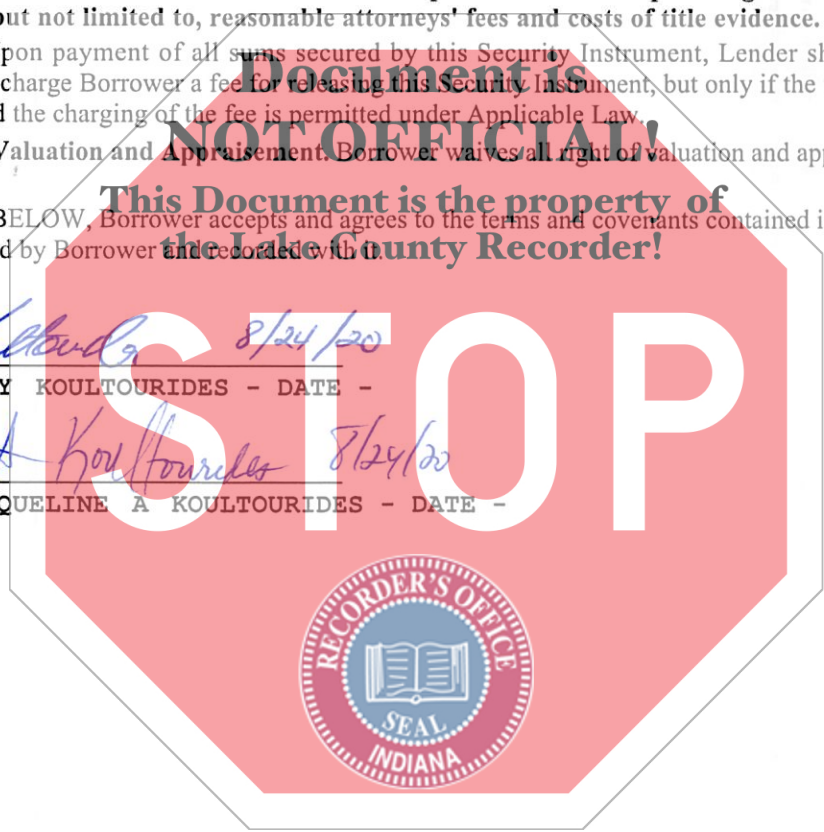 but not limited to, reasonable attorneys' fees and costs of title evidence.
pon payment of all sums secured by this Security Instrument, Lender sh
charge Borrower a fee for releasing this Security Instrument, but only if the
d the charging of the fee is permitted under Applicable Law.
Valuation and Appraisement. Borrower waives all right of valuation and app
BELOW, Borrower accepts and agrees to the terms and covenants contained i
d by Borrower and recorded with it.
Document is
NOT OFFICIAL!
This Document is the property of
the Lake County Recorder!
8/24/20
Y KOULTOURIDES - DATE -
A Koultourides 8/24/20
QUELINE A KOULTOURIDES - DATE -
STOP
RECORDER'S OFFICE
SEAL
INDIANA